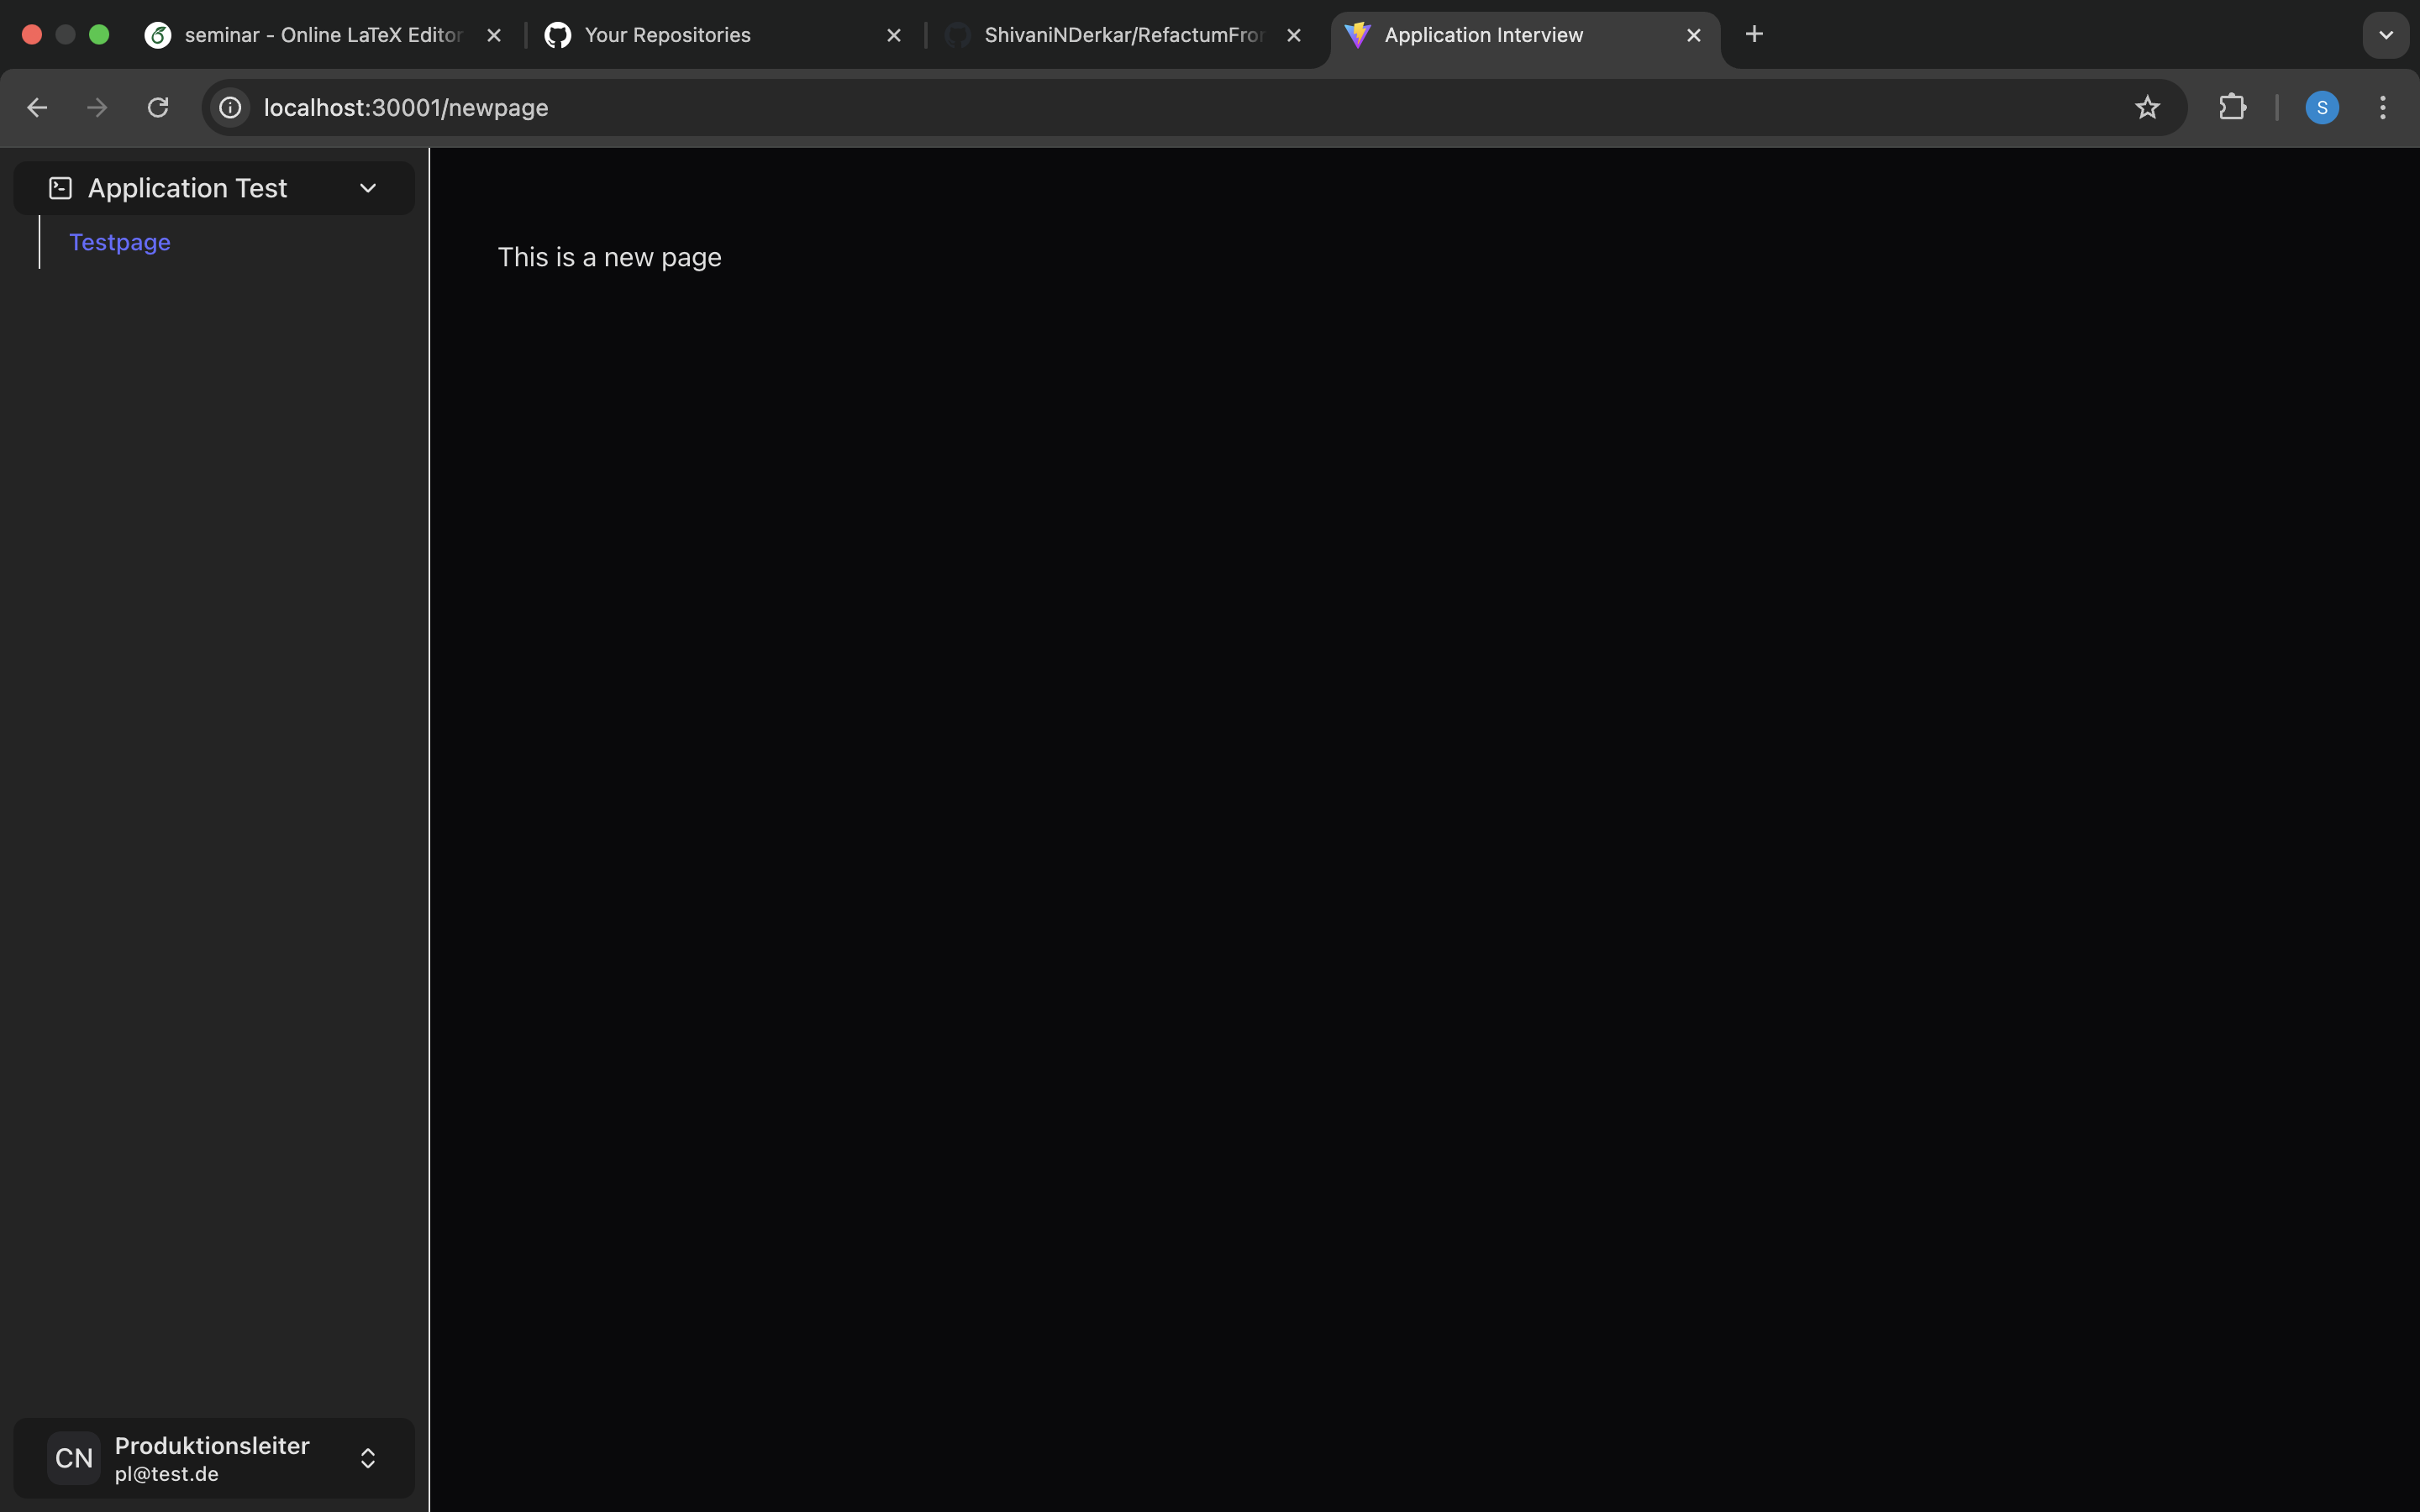 seminar - Online LaTeX Editor
Your Repositories
ShivaniNDerkar/RefactumFro
Application Interview
localhost:30001/newpage
S
Application Test
Testpage
This is a new page
CN
Produktionsleiter
pl@test.de